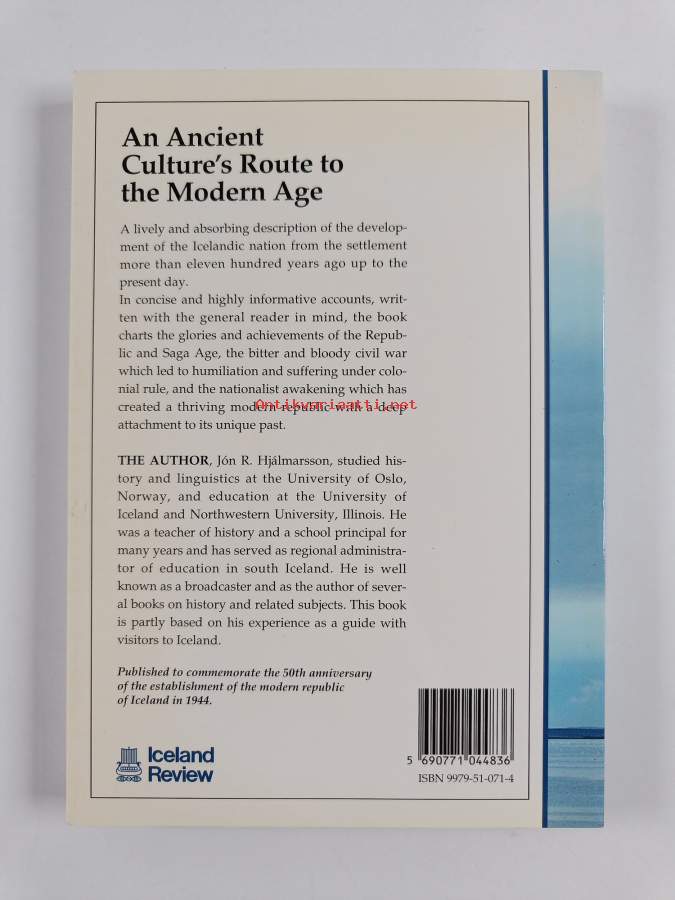 An Ancient
Culture's Route to
the Modern Age
A lively and absorbing description of the develop-
ment of the Icelandic nation from the settlement
more than eleven hundred years ago up to the
present day.
In concise and highly informative accounts, writ-
ten with the general reader in mind, the book
charts the glories and achievements of the Repub-
lic and Saga Age, the bitter and bloody civil war
which led to humiliation and suffering under colo-
nial rule, and the nationalist awakening which has
created a thriving modern republic with a deep
Antikvariaatti.net
attachment to its unique past.
THE AUTHOR, Jón R. Hjálmarsson, studied his-
tory and linguistics at the University of Oslo,
Norway, and education at the University of
Iceland and Northwestern University, Illinois. He
was a teacher of history and a school principal for
many years and has served as regional administra-
tor of education in south Iceland. He is well
known as a broadcaster and as the author of sever-
al books on history and related subjects. This book
is partly based on his experience as a guide with
visitors to Iceland.
Published to commemorate the 50th anniversary
of the establishment of the modern republic
of Iceland in 1944.
Iceland
Review
5 690771 044836
ISBN 9979-51-071-4